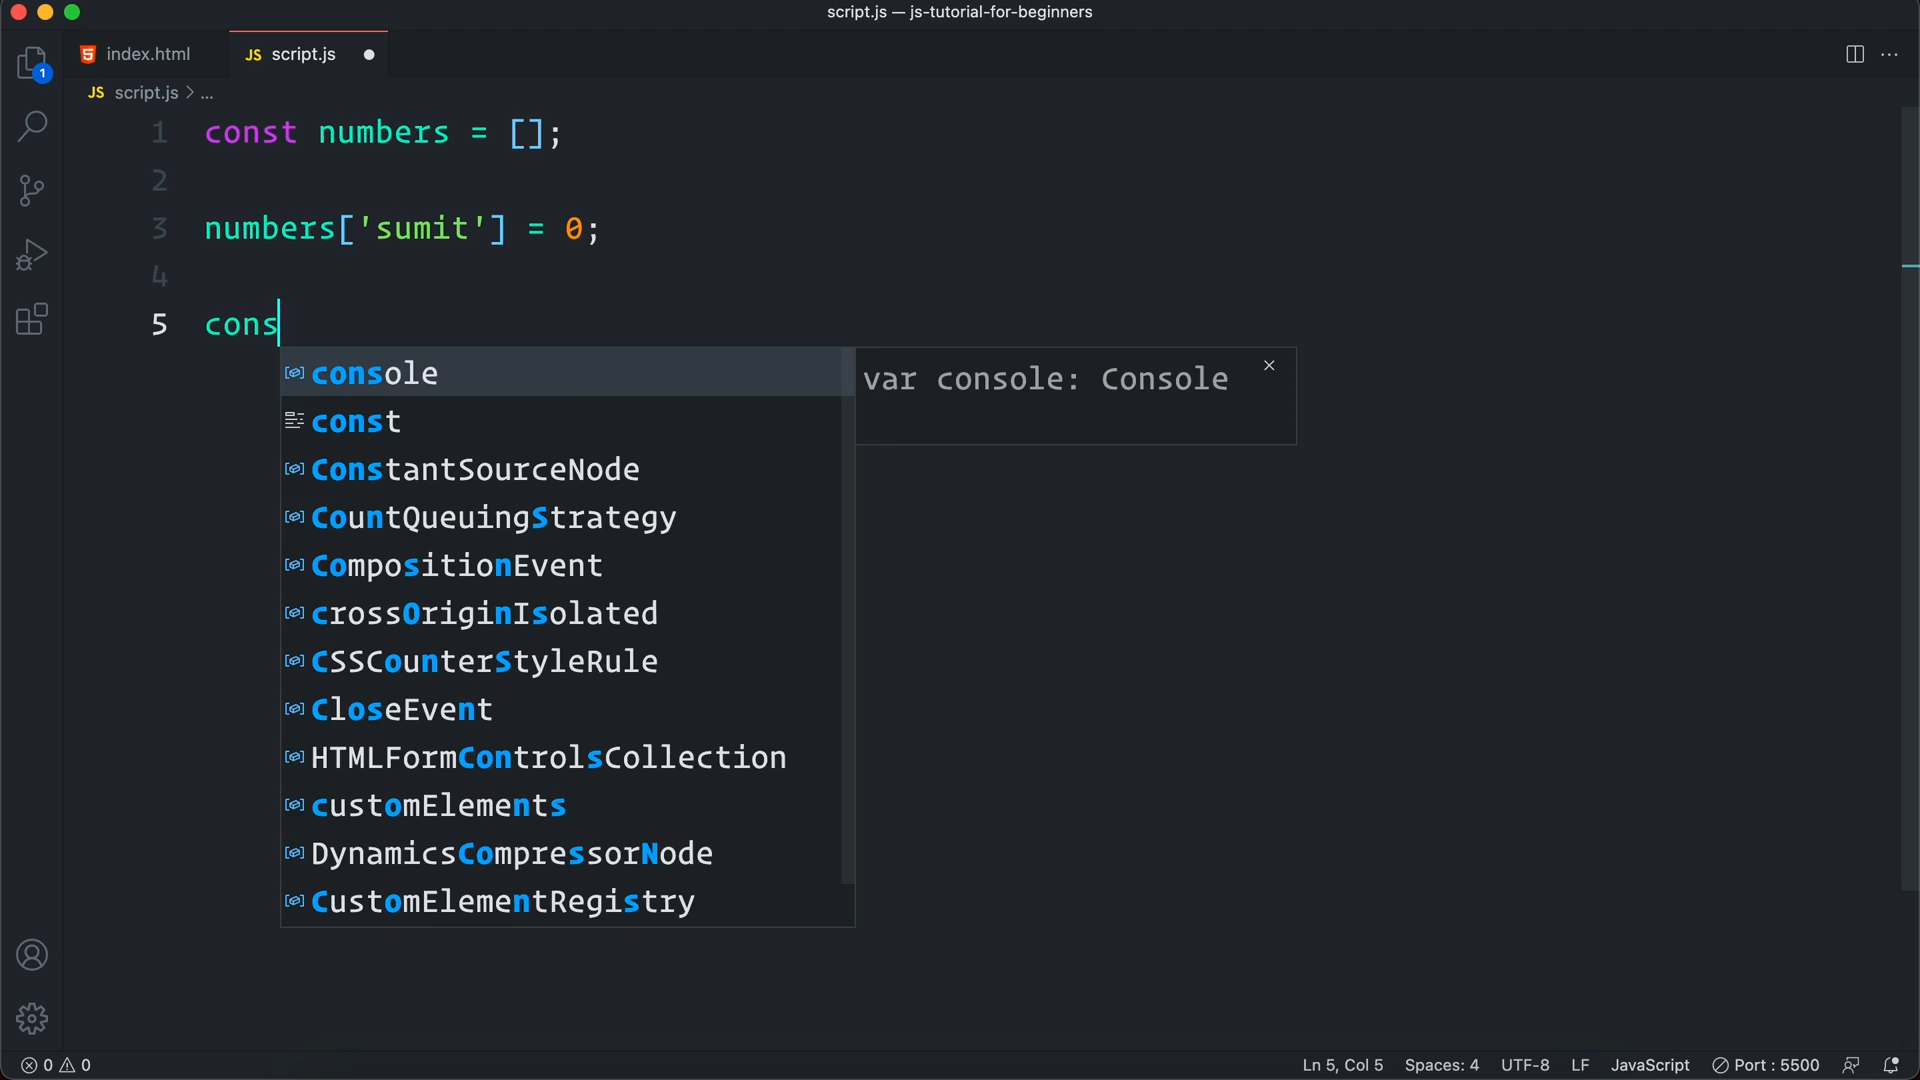 script.js — js-tutorial-for-beginners
index.html
JS script.js
JS script.js > ...
1 const numbers = [];
2
3 numbers['sumit'] = 0;
4
5 cons
console
var console: Console
const
ConstantSourceNode
CountQueuingStrategy
CompositionEvent
crossOriginIsolated
CSSCounterStyleRule
CloseEvent
HTMLFormControlsCollection
customElements
DynamicsCompressorNode
CustomElementRegistry
1
0 0
Ln 5, Col 5 Spaces: 4 UTF-8 LF JavaScript Port : 5500